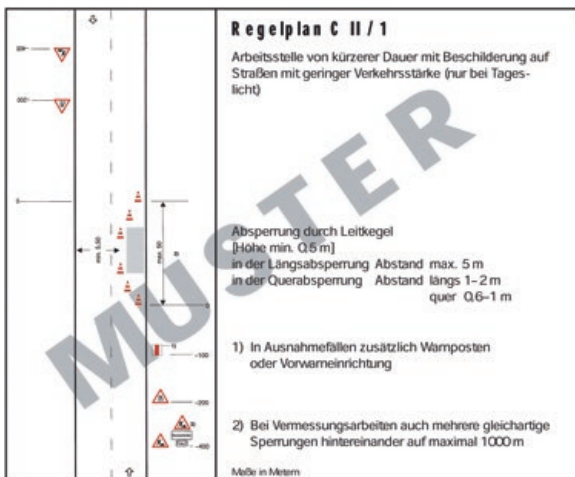 Regelplan C II/1
Arbeitsstelle von kürzerer Dauer mit Beschilderung auf
Straßen mit geringer Verkehrsstärke (nur bei Tages-
licht)
MUSTER
Absperrung durch Leitkegel
[Höhe min. 0,5 m]
in der Längsabsperrung Abstand max. 5 m
in der Querabsperrung Abstand längs 1–2 m
quer 0,6–1 m
1) In Ausnahmefällen zusätzlich Warnposten
oder Vorwarneinrichtung
2) Bei Vermessungsarbeiten auch mehrere gleichartige
Sperrungen hintereinander auf maximal 1000 m
Maße in Metern
0
min. 5,50
max. 50
0
-100
-200
-400